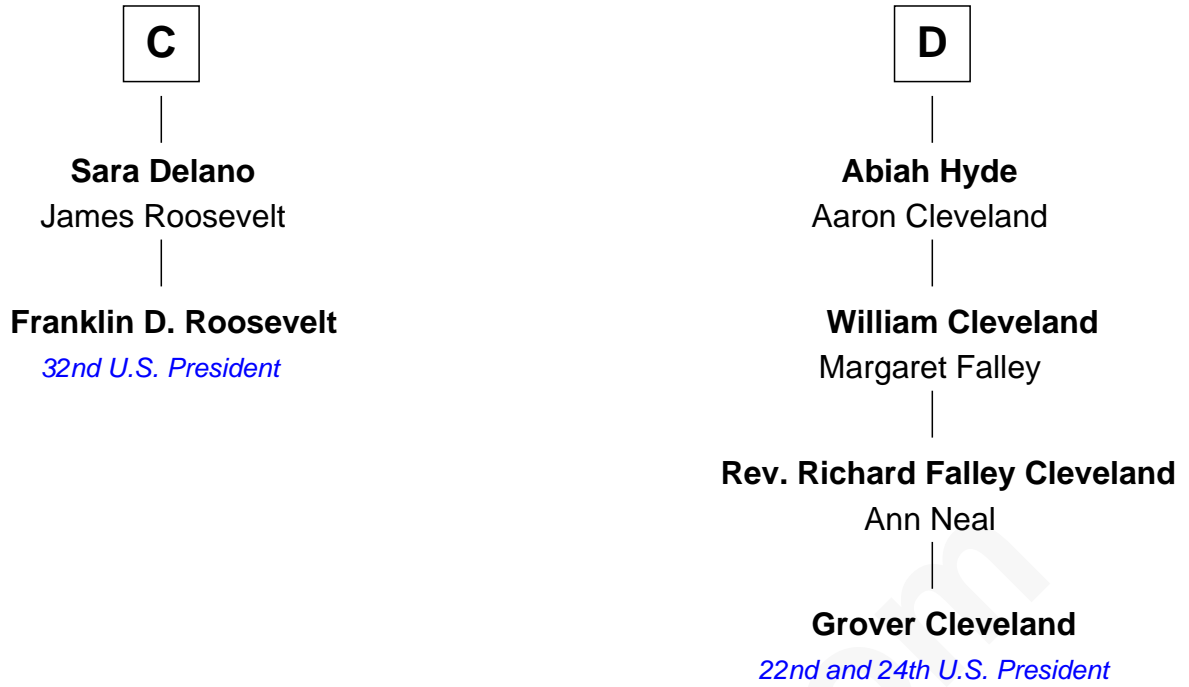 C
Sara Delano
James Roosevelt
Franklin D. Roosevelt
32nd U.S. President
D
Abiah Hyde
Aaron Cleveland
William Cleveland
Margaret Falley
Rev. Richard Falley Cleveland
Ann Neal
Grover Cleveland
22nd and 24th U.S. President